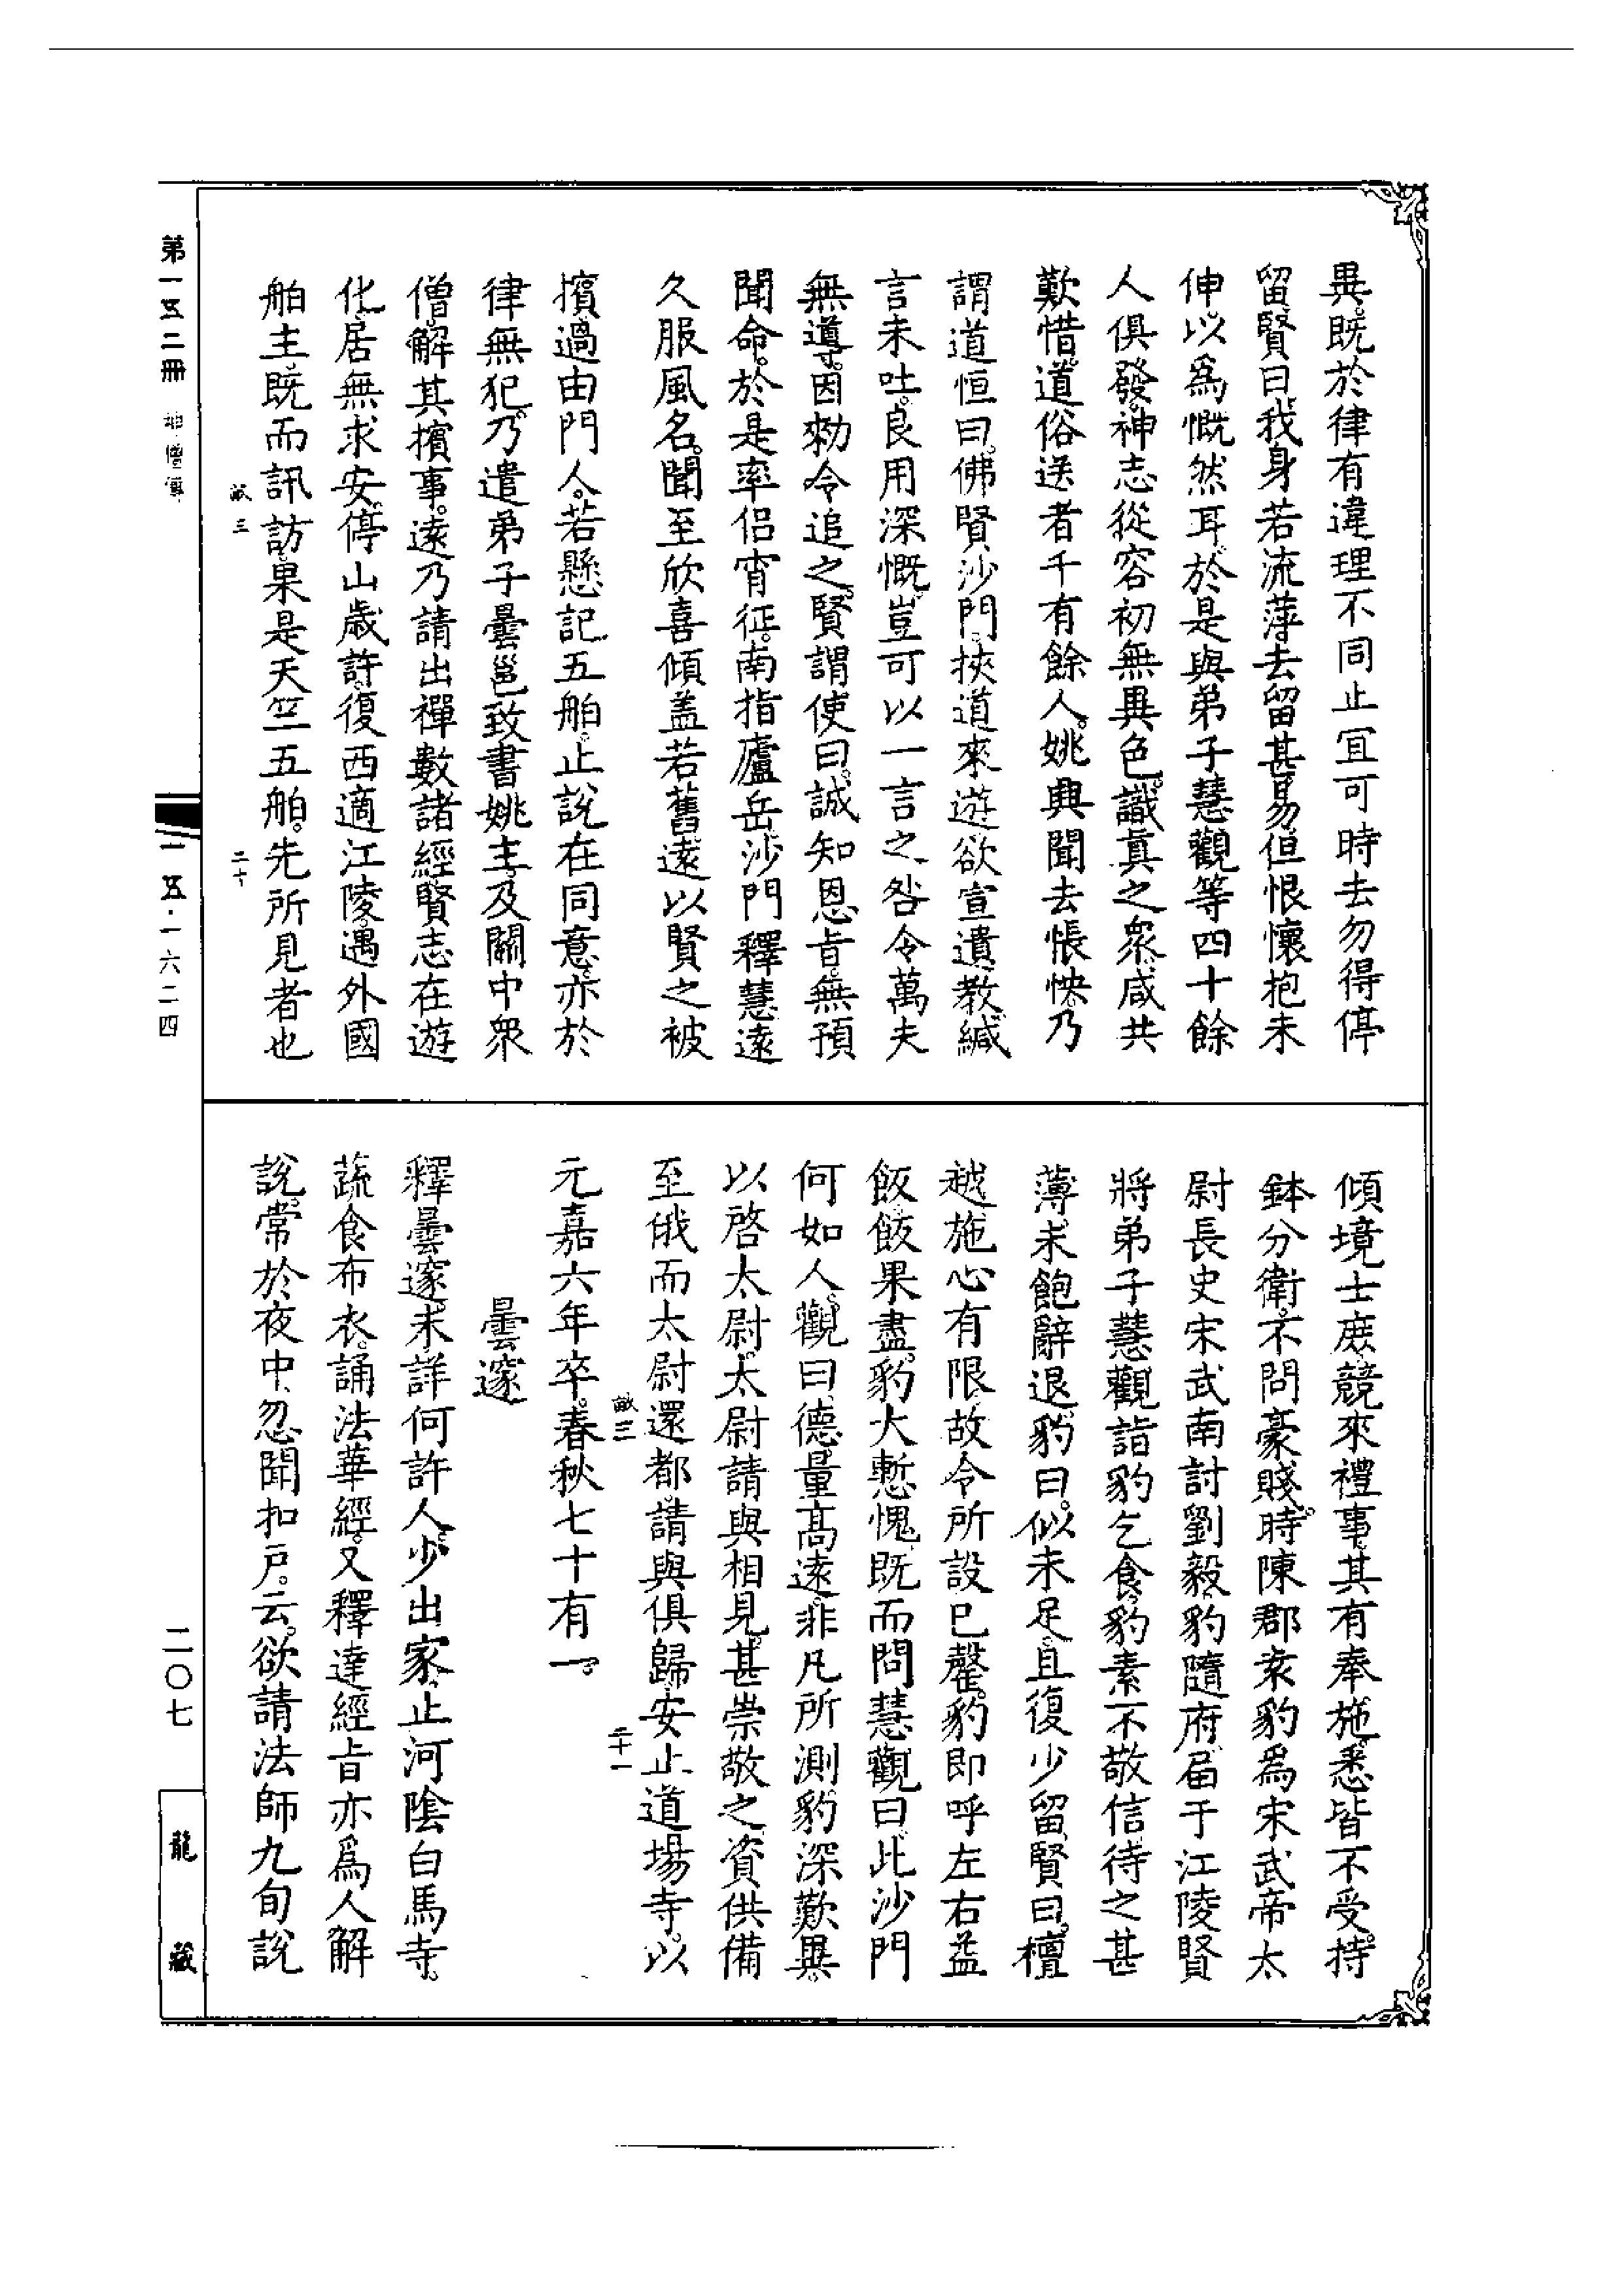 異。既於律有違理不同止宜可時去勿得停
留。賢曰。我身若流萍。去留甚易。但恨懷抱未
伸。以爲慨然耳。於是與弟子慧觀等四十餘
人俱發。神志從容初無異色。識真之衆。咸共
歎惜。道俗送者千有餘人。姚興聞去悵怏。乃
謂道恒曰。佛賢沙門。挾道來遊。欲宣遺教。緘
言未吐。良用深慨。豈可以一言之咎令萬夫
無導。因勑令追之。賢謂使曰。誠知恩旨。無預
聞命。於是率侶宵征。南指廬岳。沙門釋慧遠
久服風名。聞至欣喜傾盖若舊。遠以賢之被
擯。過由門人。若懸記五舶。止說在同意。亦於
律無犯。乃遣弟子曇邕致書姚主。及關中衆
僧。解其擯事。遠乃請出禪數諸經。賢志在遊
化。居無求安。停山歲許。復西適江陵。遇外國
舶主。既而訊訪果是天竺五舶。先所見者也
傾境士庶。競來禮事。其有奉施。悉皆不受。持
鉢分衛。不問豪賤。時陳郡袁豹爲宋武帝太
尉長史宋武南討劉毅。豹隨府届于江陵賢
將弟子慧觀詣豹乞食。豹素不敬信待之甚
薄。未飽辭退。豹曰。似未足。且復少留。賢曰。檀
越施心有限。故令所設已罄。豹即呼左右益
飯。飯果盡。豹大慙愧既而問慧觀曰。此沙門
何如人。觀曰。德量高遠。非凡所測。豹深歎異。
以啓太尉。太尉請與相見。甚崇敬之。資供備
至俄而太尉還都。請與俱歸。安止道場寺。以
元嘉六年卒。春秋七十有一。
曇邃
釋曇邃。未詳何許人。少出家。止河陰白馬寺。
蔬食布衣。誦法華經。又釋達經旨亦爲人解
說。常於夜中忽聞扣戶。云。欲請法師九旬說
第一五二冊 神僧傳
一五·一六二四
二〇七
龍藏
三
二十
三
二十一